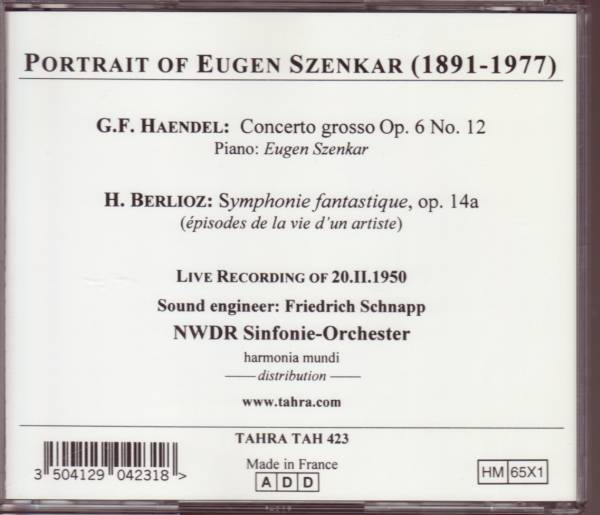 PORTRAIT OF EUGEN SZENKAR (1891-1977)
G.F. HAENDEL: Concerto grosso Op. 6 No. 12
Piano: Eugen Szenkar
H. BERLIOZ: Symphonie fantastique, op. 14a
(épisodes de la vie d'un artiste)
LIVE RECORDING OF 20.II.1950
Sound engineer: Friedrich Schnapp
NWDR Sinfonie-Orchester
harmonia mundi
distribution
www.tahra.com
TAHRA TAH 423
3 504129 042318 >
Made in France
A D D
HM 65X1